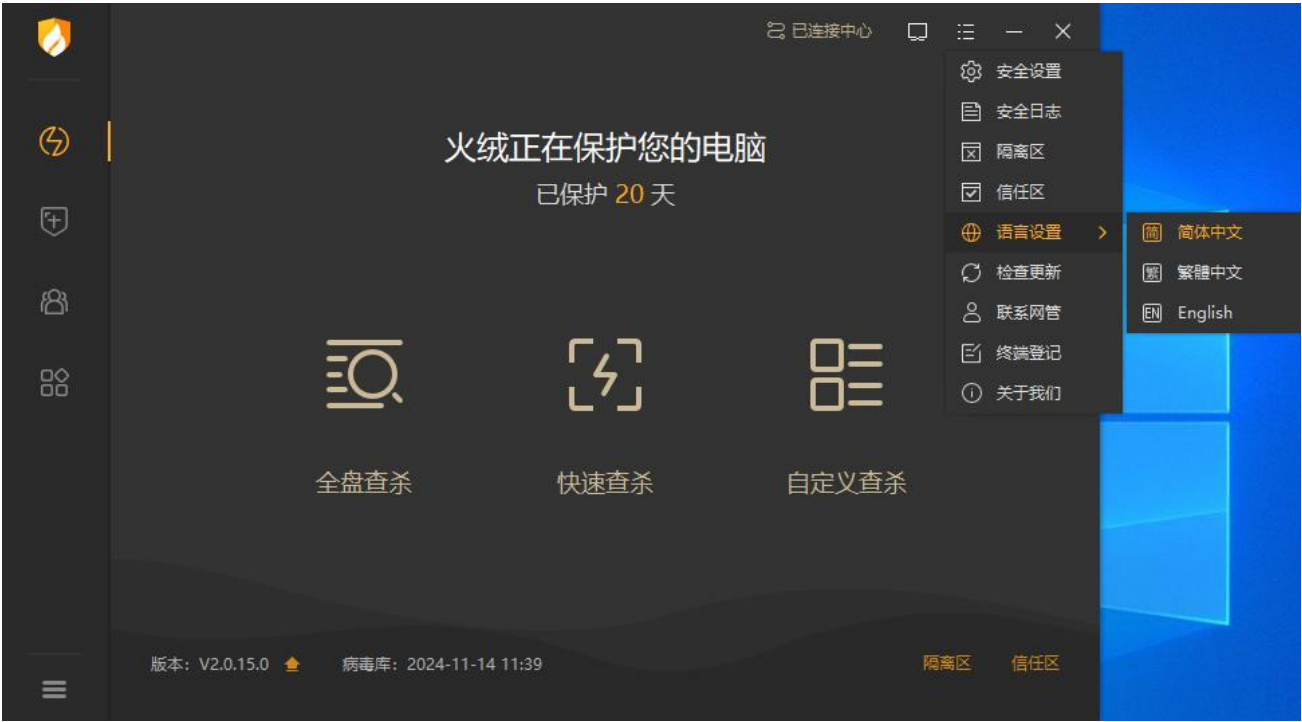 已连接中心
安全设置
安全日志
隔离区
信任区
语言设置
检查更新
联系网管
终端登记
关于我们
简 简体中文
繁 繁體中文
EN English
火绒正在保护您的电脑
已保护 20 天
全盘查杀
快速查杀
自定义查杀
版本: V2.0.15.0
病毒库: 2024-11-14 11:39
隔离区
信任区